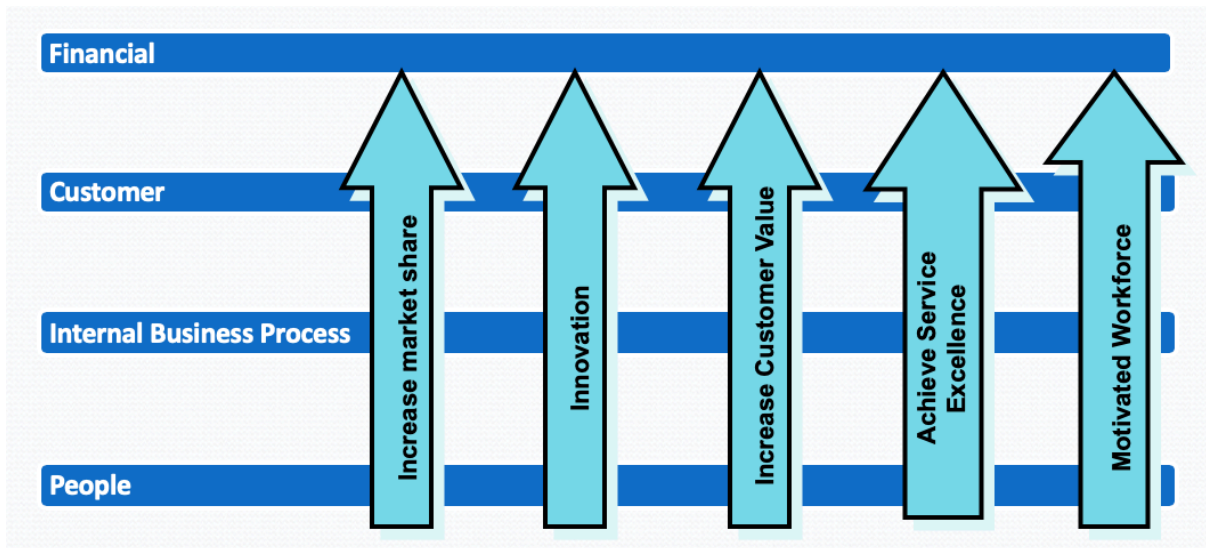 Financial
Customer
Internal Business Process
People
Increase market share
Innovation
Increase Customer Value
Achieve Service
Excellence
Motivated Workforce